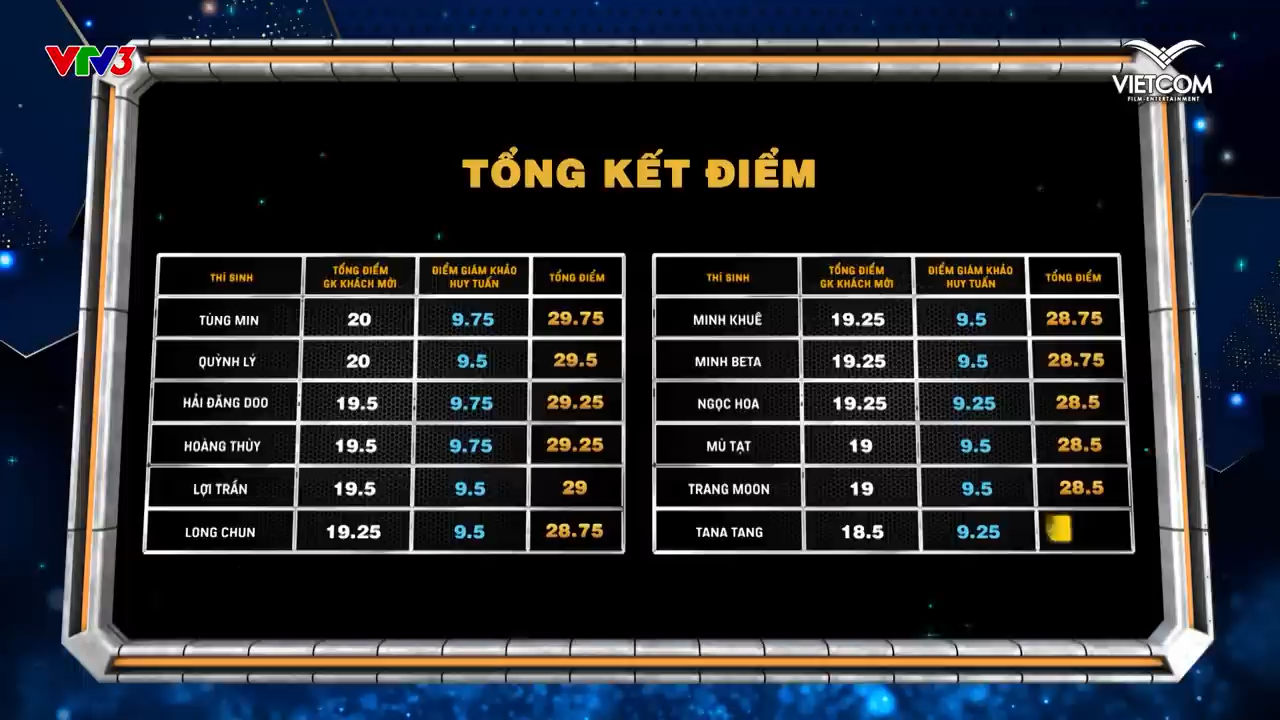 VTV3
VIETCOM
FILM-ENTERTAINMENT
TỔNG KẾT ĐIỂM
THÍ SINH TỔNG ĐIỂM GK KHÁCH MỜI ĐIỂM GIÁM KHẢO HUY TUẤN TỔNG ĐIỂM
TÙNG MIN 20 9.75 29.75
QUỲNH LÝ 20 9.5 29.5
HẢI ĐĂNG DOO 19.5 9.75 29.25
HOÀNG THÙY 19.5 9.75 29.25
LỢI TRẦN 19.5 9.5 29
LONG CHUN 19.25 9.5 28.75
THÍ SINH TỔNG ĐIỂM GK KHÁCH MỜI ĐIỂM GIÁM KHẢO HUY TUẤN TỔNG ĐIỂM
MINH KHUÊ 19.25 9.5 28.75
MINH BETA 19.25 9.5 28.75
NGỌC HOA 19.25 9.25 28.5
MÙ TẠT 19 9.5 28.5
TRANG MOON 19 9.5 28.5
TANA TANG 18.5 9.25